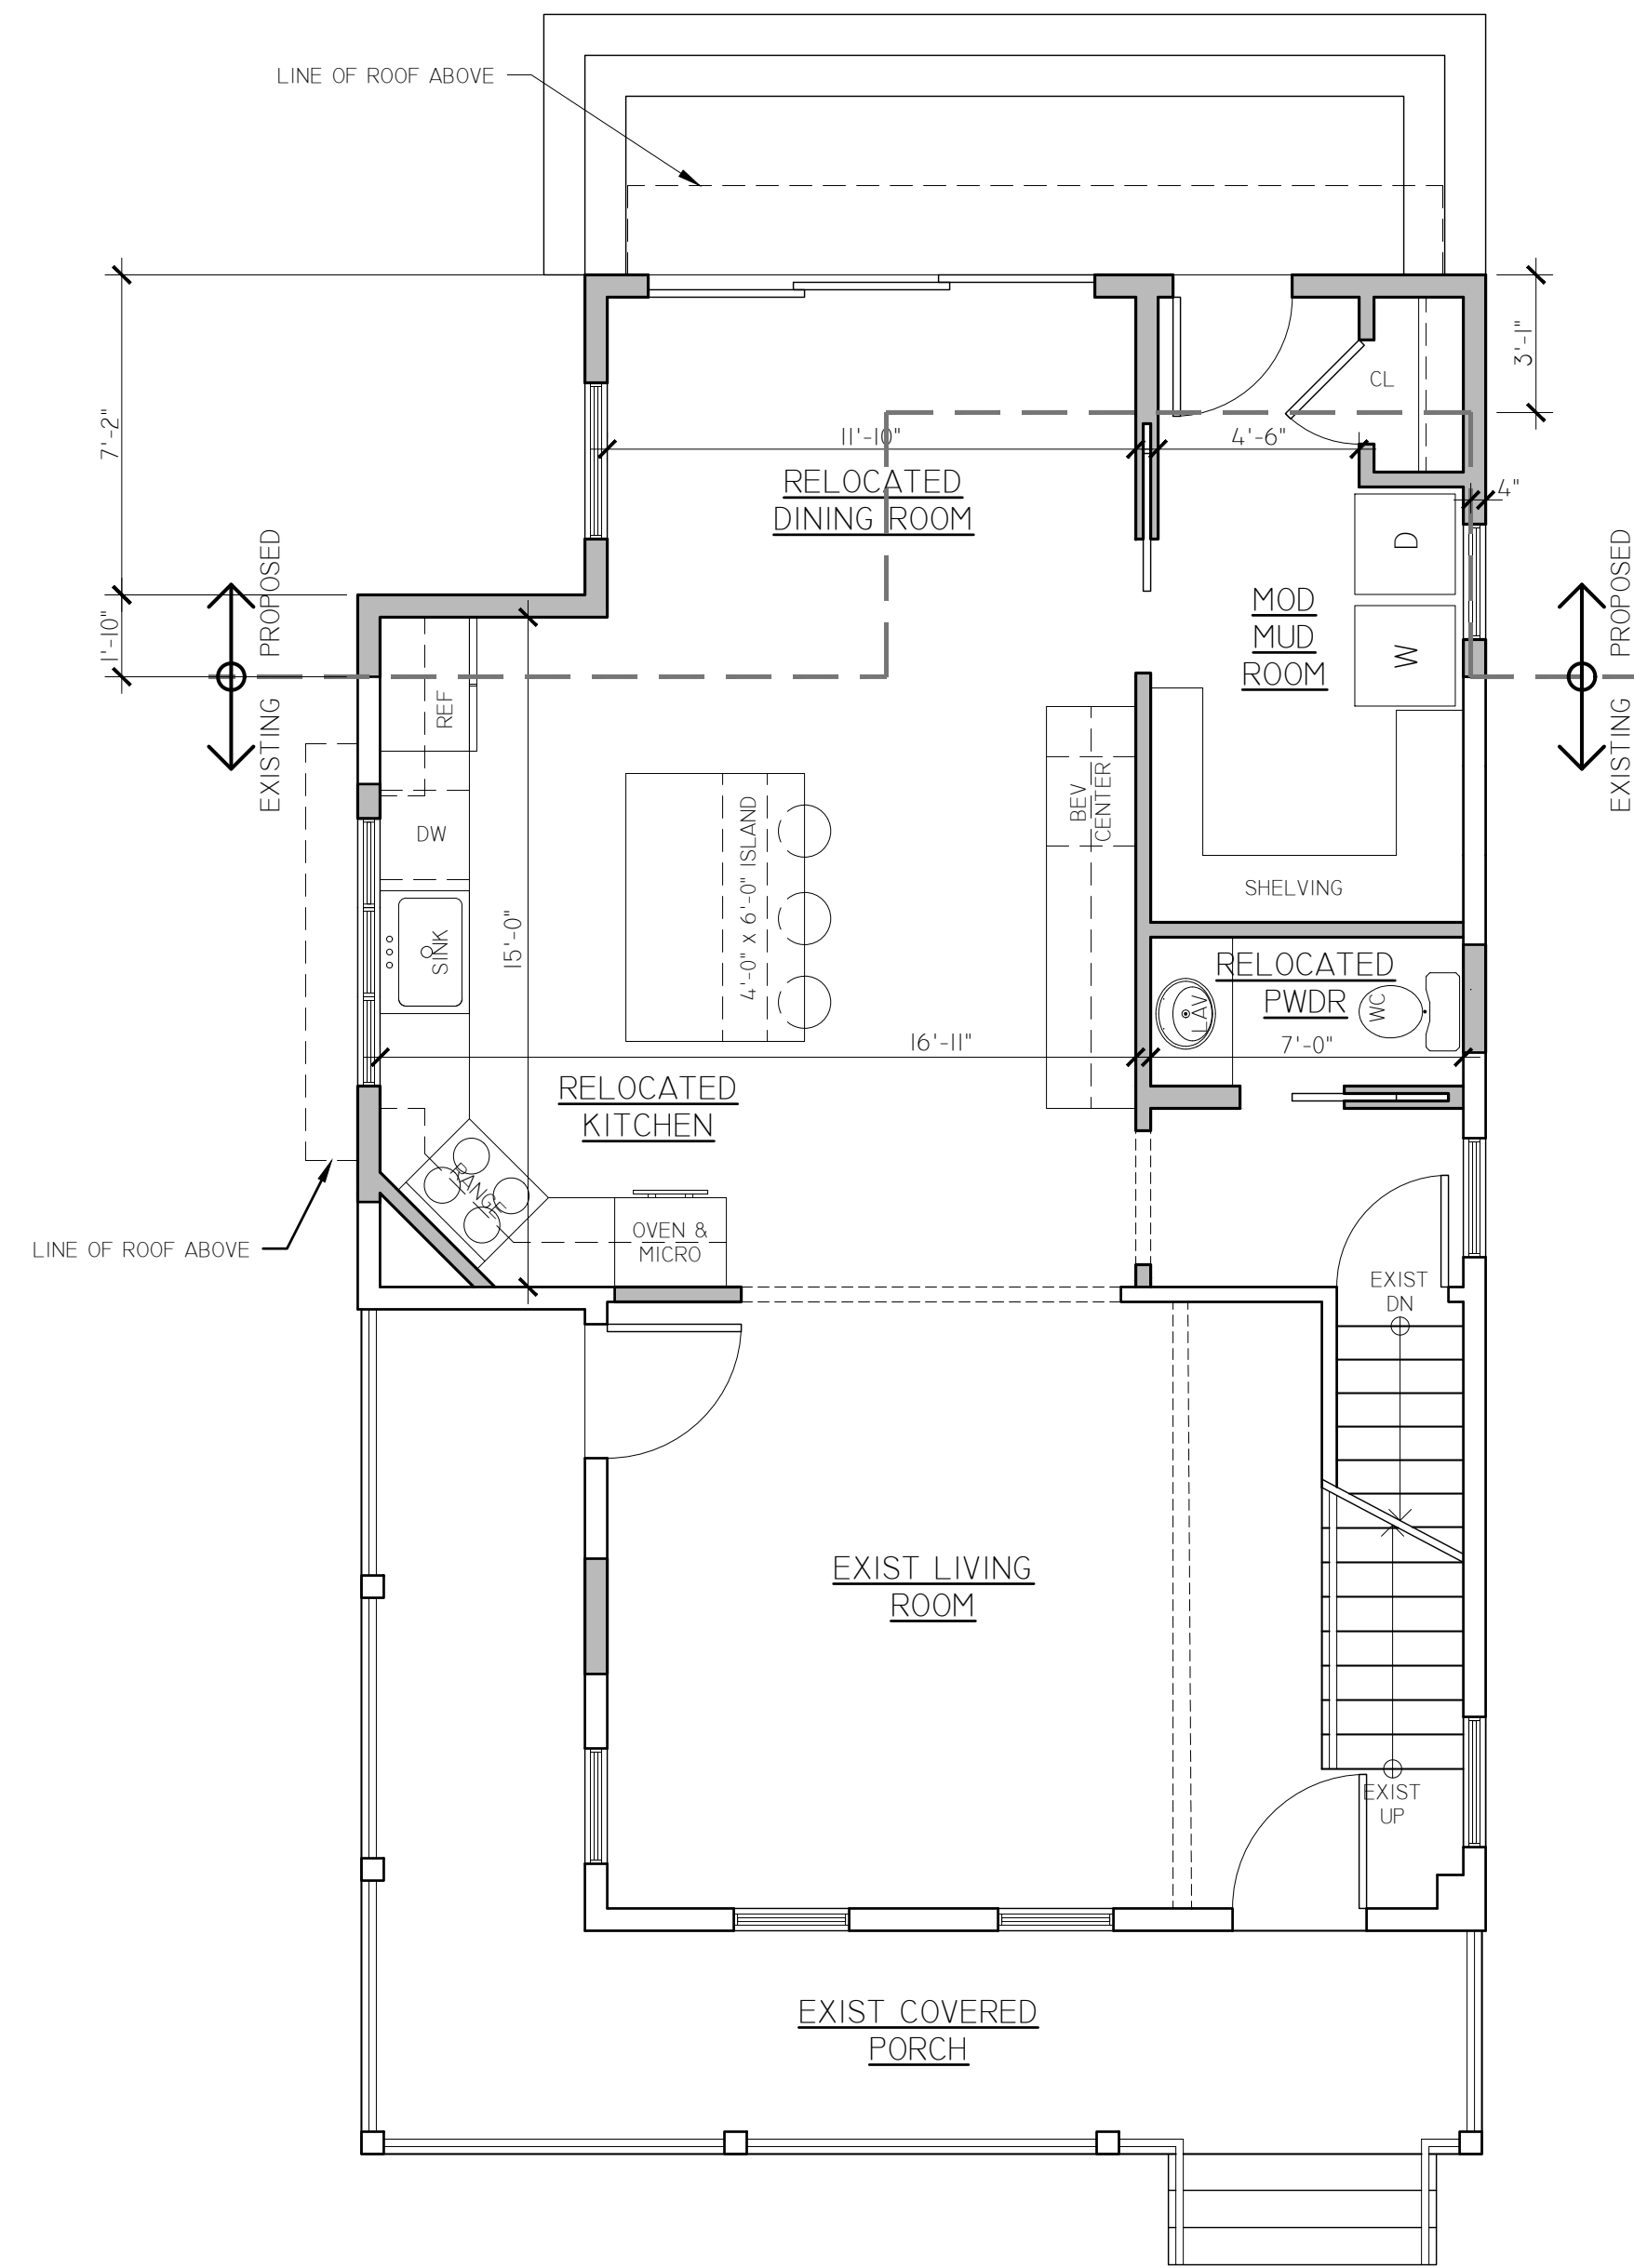 LINE OF ROOF ABOVE
3'-1"
CL
7'-2"
11'-10"
4'-6"
RELOCATED
DINING ROOM
4"
D
PROPOSED
PROPOSED
MOD
MUD
ROOM
1'-10"
W
REF
EXISTING
EXISTING
DW
BEV
CENTER
4'-0" x 6'-0" ISLAND
SHELVING
SINK
15'-0"
RELOCATED
PWDR
LAV
WC
16'-11"
7'-0"
RELOCATED
KITCHEN
RANGE
OVEN &
MICRO
LINE OF ROOF ABOVE
EXIST
DN
EXIST LIVING
ROOM
EXIST
UP
EXIST COVERED
PORCH